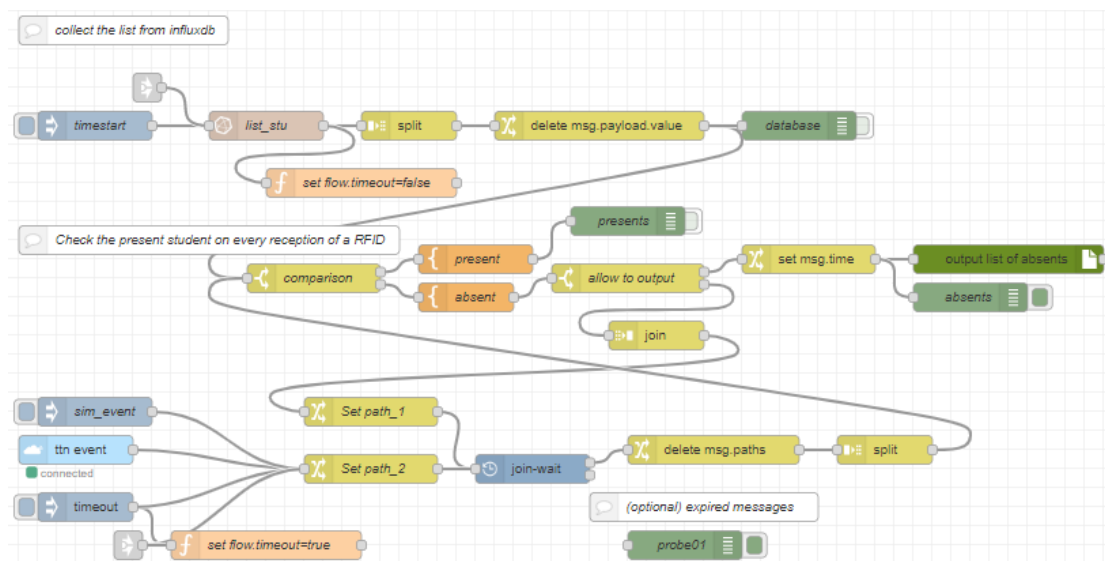 collect the list from influxdb
timestart
list_stu
split
delete msg.payload.value
database
set flow.timeout=false
presents
Check the present student on every reception of a RFID
comparison
present
allow to output
set msg.time
output list of absents
absent
absents
join
sim_event
Set path_1
ttn event
connected
Set path_2
join-wait
delete msg.paths
split
timeout
(optional) expired messages
set flow.timeout=true
probe01